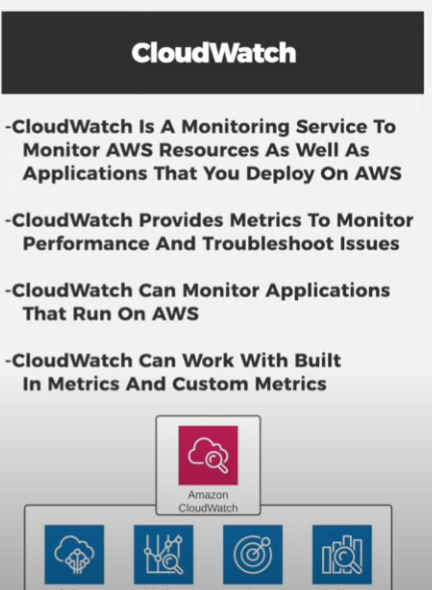 CloudWatch
-CloudWatch Is A Monitoring Service To
Monitor AWS Resources As Well As
Applications That You Deploy On AWS
-CloudWatch Provides Metrics To Monitor
Performance And Troubleshoot Issues
-CloudWatch Can Monitor Applications
That Run On AWS
-CloudWatch Can Work With Built
In Metrics And Custom Metrics
Amazon
CloudWatch